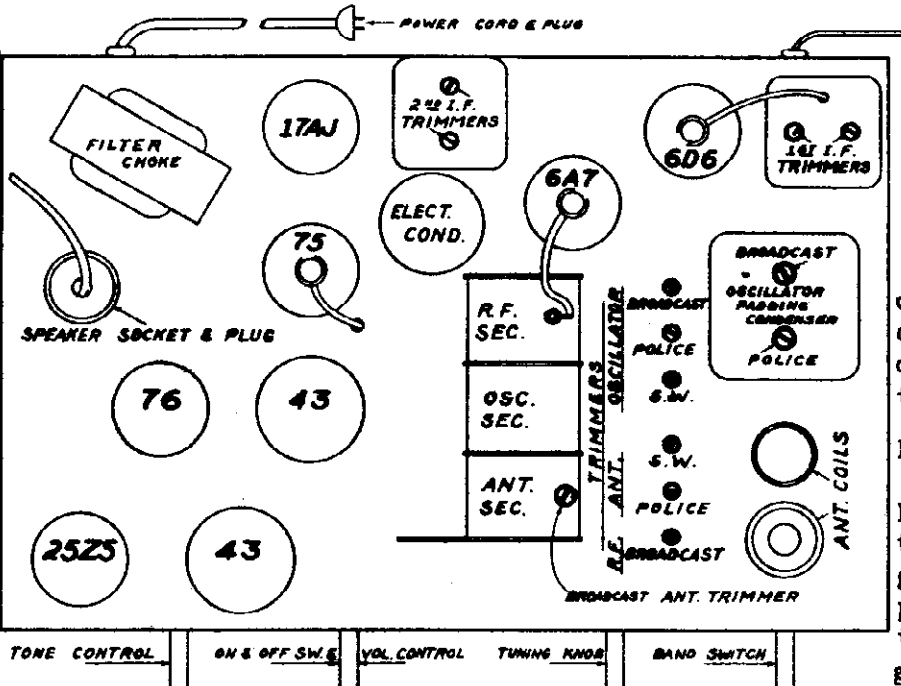 POWER CORD & PLUG
2ND I.F.
TRIMMERS
17AJ
FILTER
CHOKE
6D6
1ST I.F.
TRIMMERS
6A7
ELECT.
COND.
75
BROADCAST
OSCILLATOR
PADDING
CONDENSER
POLICE
SPEAKER SOCKET & PLUG
R.F.
SEC.
OSC.
SEC.
ANT.
SEC.
TRIMMERS
OSCILLATOR
BROADCAST
POLICE
S.W.
ANT.
S.W.
POLICE
R.F.
BROADCAST
76
43
ANT. COILS
25Z5
43
BROADCAST ANT. TRIMMER
TONE CONTROL
ON & OFF SW. &
VOL. CONTROL
TUNING KNOB
BAND SWITCH